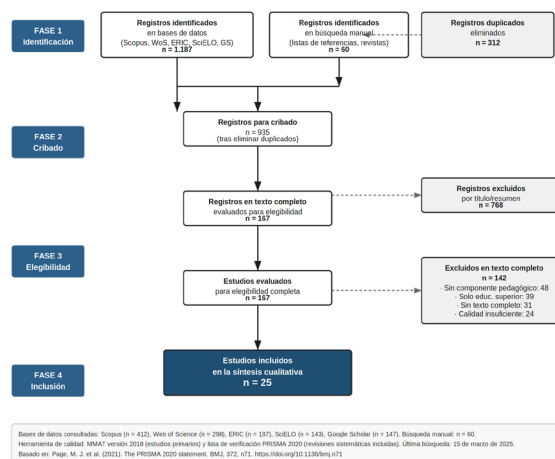 FASE 1
Identificación
Registros identificados
en bases de datos
(Scopus, WoS, ERIC, SciELO, GS)
n = 1.187
Registros identificados
en búsqueda manual
(listas de referencias, revistas)
n = 60
Registros duplicados
eliminados
n = 312
FASE 2
Cribado
Registros para cribado
n = 935
(tras eliminar duplicados)
Registros en texto completo
evaluados para elegibilidad
n = 167
Registros excluidos
por título/resumen
n = 768
FASE 3
Elegibilidad
Estudios evaluados
para elegibilidad completa
n = 167
Excluidos en texto completo
n = 142
· Sin componente pedagógico: 48
· Solo educ. superior: 39
· Sin texto completo: 31
· Calidad insuficiente: 24
FASE 4
Inclusión
Estudios incluidos
en la síntesis cualitativa
n = 25
Bases de datos consultadas: Scopus (n = 412), Web of Science (n = 298), ERIC (n = 187), SciELO (n = 143), Google Scholar (n = 147). Búsqueda manual: n = 60.
Herramienta de calidad: MMAT versión 2018 (estudios primarios) y lista de verificación PRISMA 2020 (revisiones sistemáticas incluidas). Última búsqueda: 15 de marzo de 2025.
Basado en: Page, M. J. et al. (2021). The PRISMA 2020 statement. BMJ, 372, n71. https://doi.org/10.1136/bmj.n71